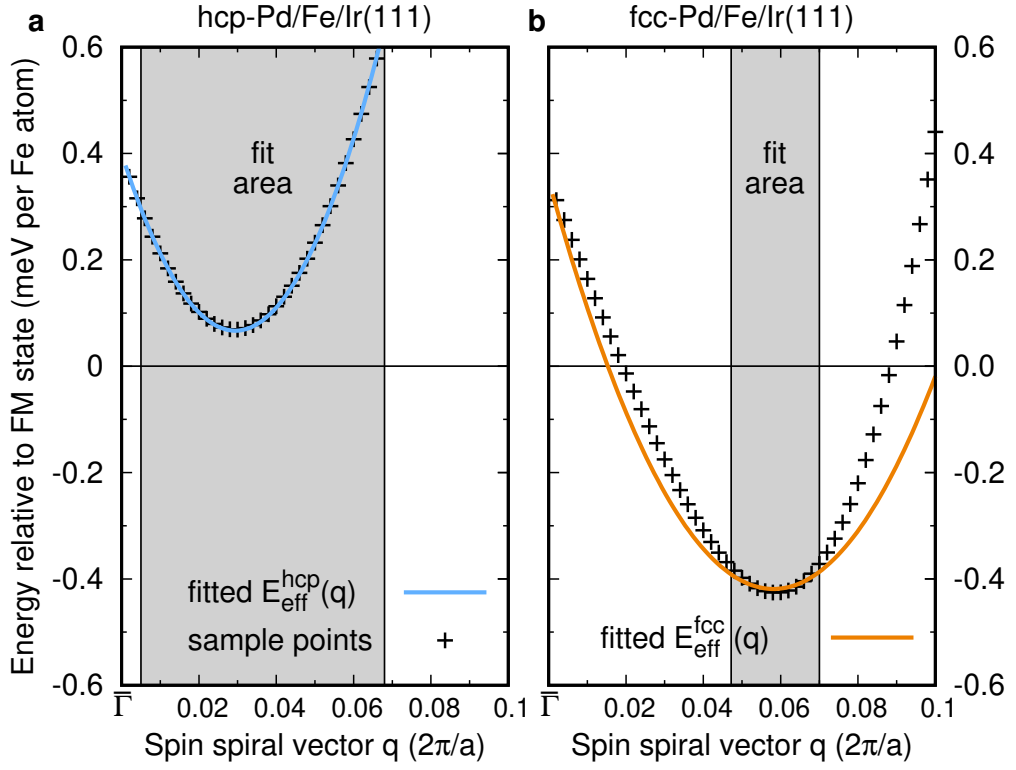 a hcp-Pd/Fe/Ir(111)
b fcc-Pd/Fe/Ir(111)
Energy relative to FM state (meV per Fe atom)
0.6
0.4
0.2
0
-0.2
-0.4
-0.6
fit
area
fitted E_eff^hcp(q)
sample points
Γ̄ 0.02 0.04 0.06 0.08 0.1
Spin spiral vector q (2π/a)
fit
area
fitted E_eff^fcc(q)
0.6
0.4
0.2
0.0
-0.2
-0.4
-0.6
Γ̄ 0.02 0.04 0.06 0.08 0.1
Spin spiral vector q (2π/a)